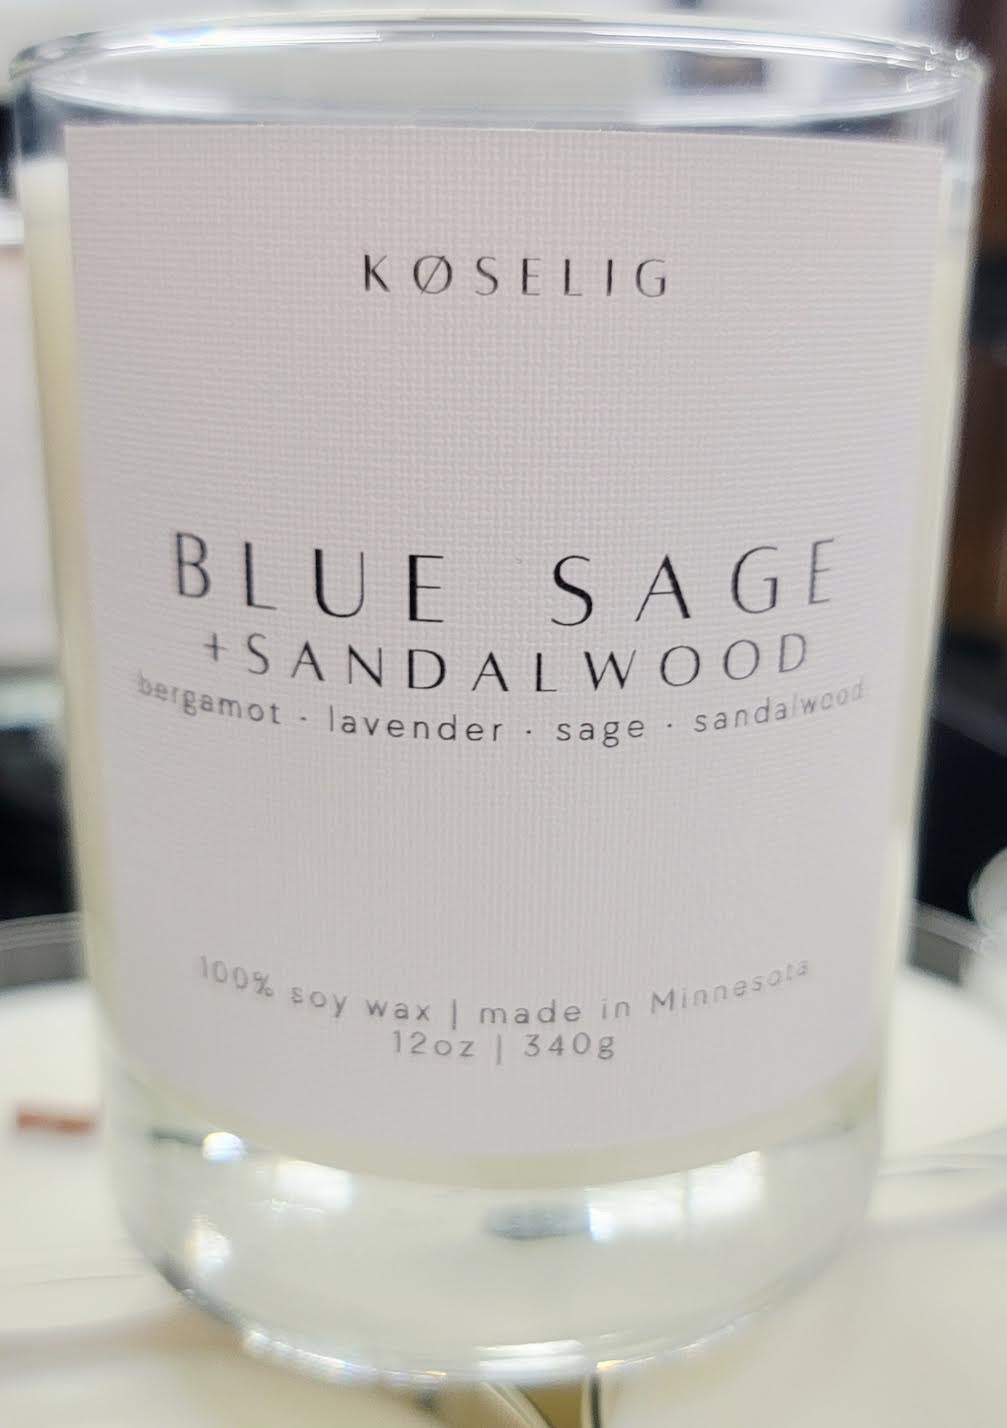 KØSELIG
BLUE SAGE
+SANDALWOOD
bergamot · lavender · sage · sandalwood
100% soy wax | made in Minnesota
12oz | 340g